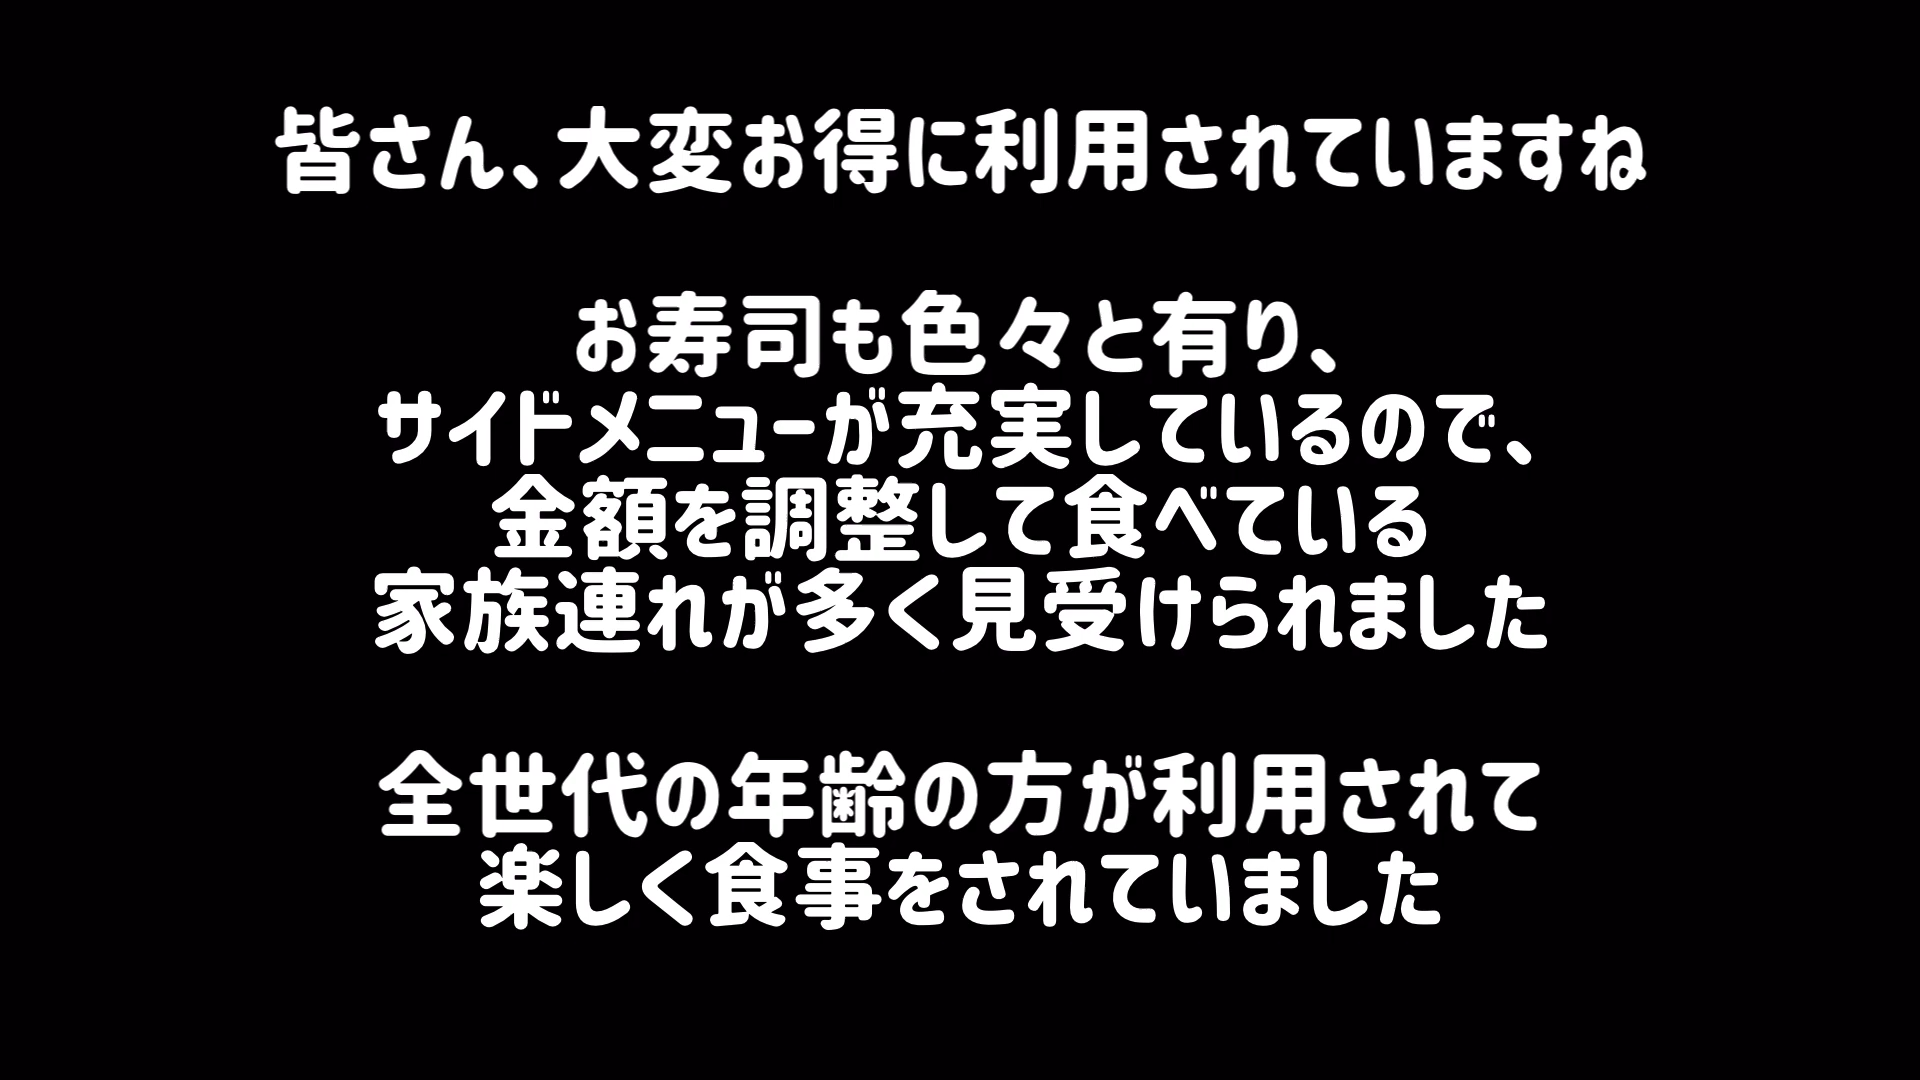 皆さん、大変お得に利用されていますね
お寿司も色々と有り、
サイドメニューが充実しているので、
金額を調整して食べている
家族連れが多く見受けられました
全世代の年齢の方が利用されて
楽しく食事をされていました